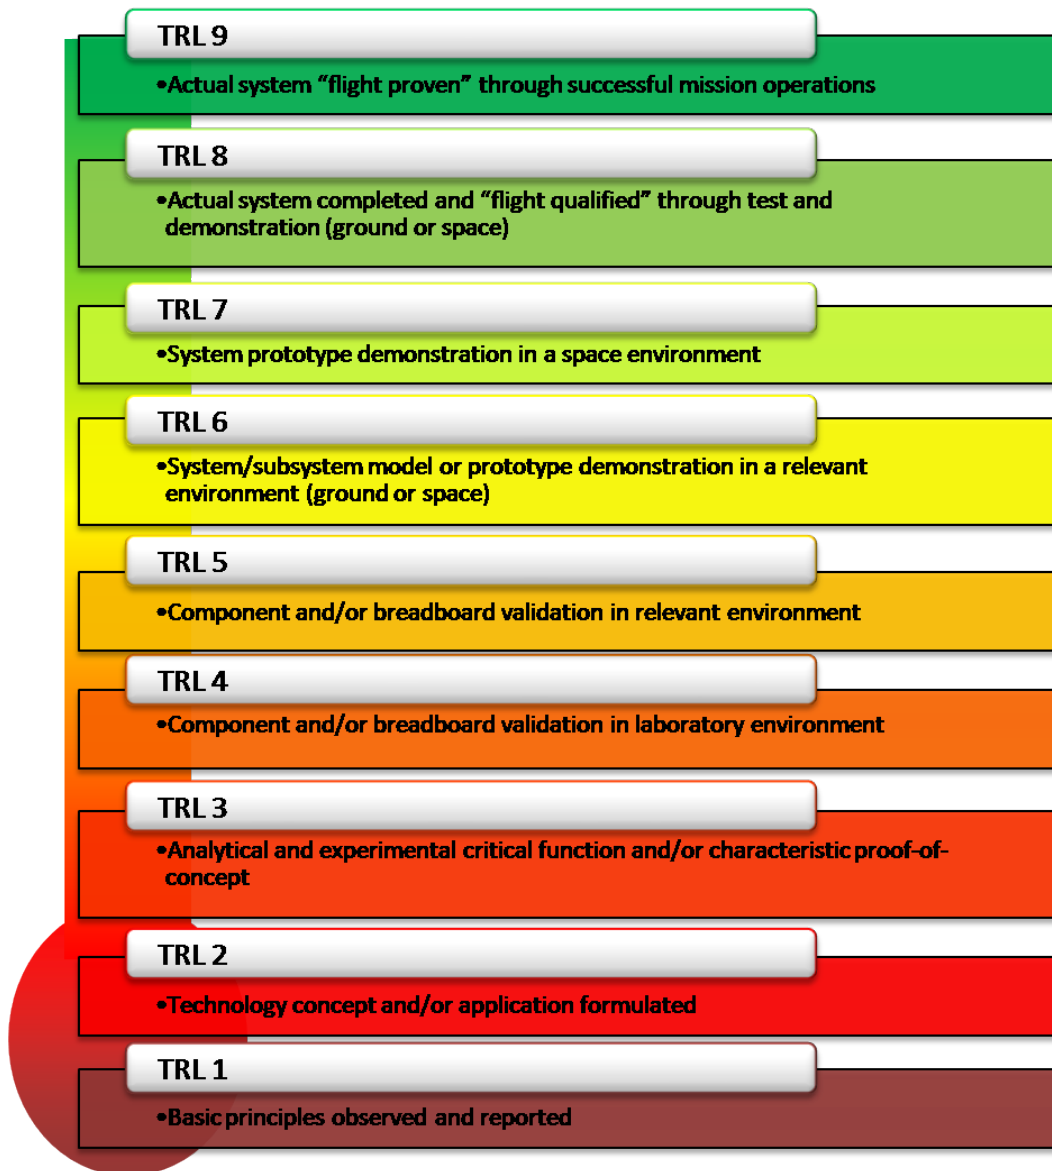 TRL 9
•Actual system “flight proven” through successful mission operations
TRL 8
•Actual system completed and “flight qualified” through test and
demonstration (ground or space)
TRL 7
•System prototype demonstration in a space environment
TRL 6
•System/subsystem model or prototype demonstration in a relevant
environment (ground or space)
TRL 5
•Component and/or breadboard validation in relevant environment
TRL 4
•Component and/or breadboard validation in laboratory environment
TRL 3
•Analytical and experimental critical function and/or characteristic proof-of-
concept
TRL 2
•Technology concept and/or application formulated
TRL 1
•Basic principles observed and reported